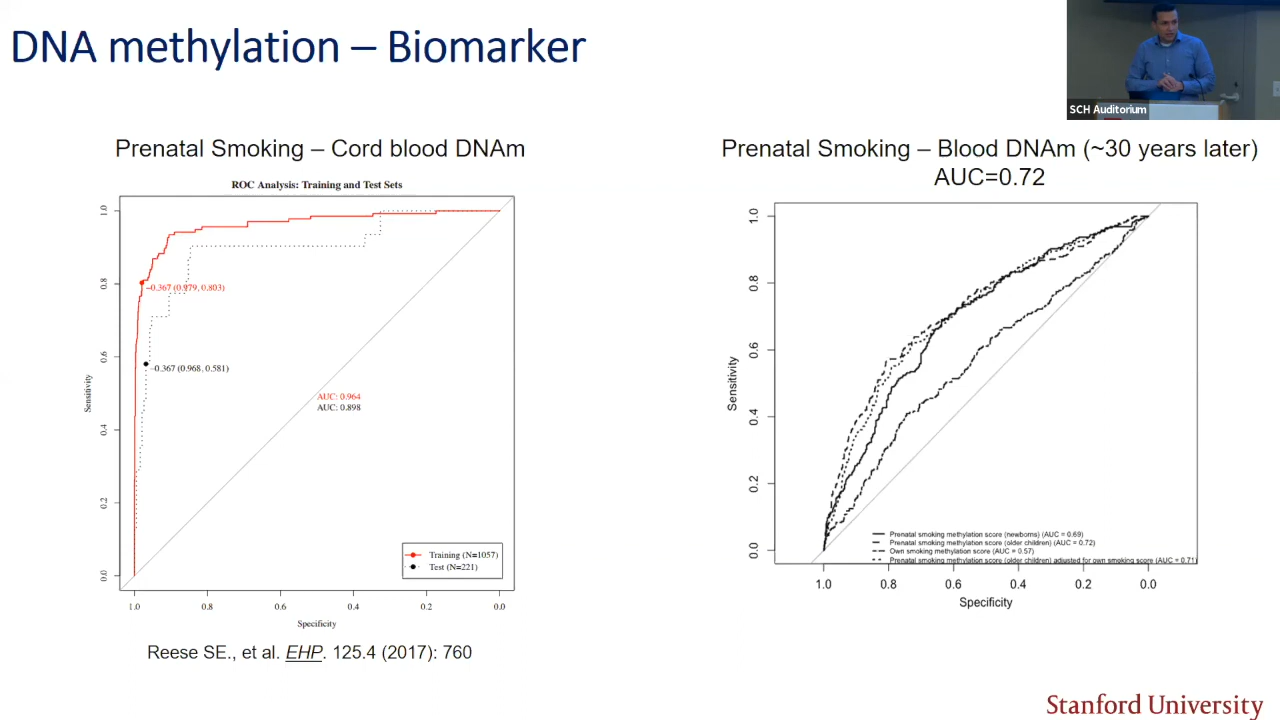 DNA methylation – Biomarker
SCH Auditorium
Prenatal Smoking – Cord blood DNAm
ROC Analysis: Training and Test Sets
1.0
0.8
0.6
0.4
0.2
0.0
Sensitivity
−0.367 (0.979, 0.803)
−0.367 (0.968, 0.581)
AUC: 0.964
AUC: 0.898
Training (N=1057)
Test (N=221)
1.0 0.8 0.6 0.4 0.2 0.0
Specificity
Reese SE., et al. EHP. 125.4 (2017): 760
Prenatal Smoking – Blood DNAm (~30 years later)
AUC=0.72
1.0
0.8
0.6
0.4
0.2
0.0
Sensitivity
Prenatal smoking methylation score (newborns) (AUC = 0.69)
Prenatal smoking methylation score (older children) (AUC = 0.72)
Own smoking methylation score (AUC = 0.57)
Prenatal smoking methylation score (older children) adjusted for own smoking score (AUC = 0.71)
1.0 0.8 0.6 0.4 0.2 0.0
Specificity
Stanford University